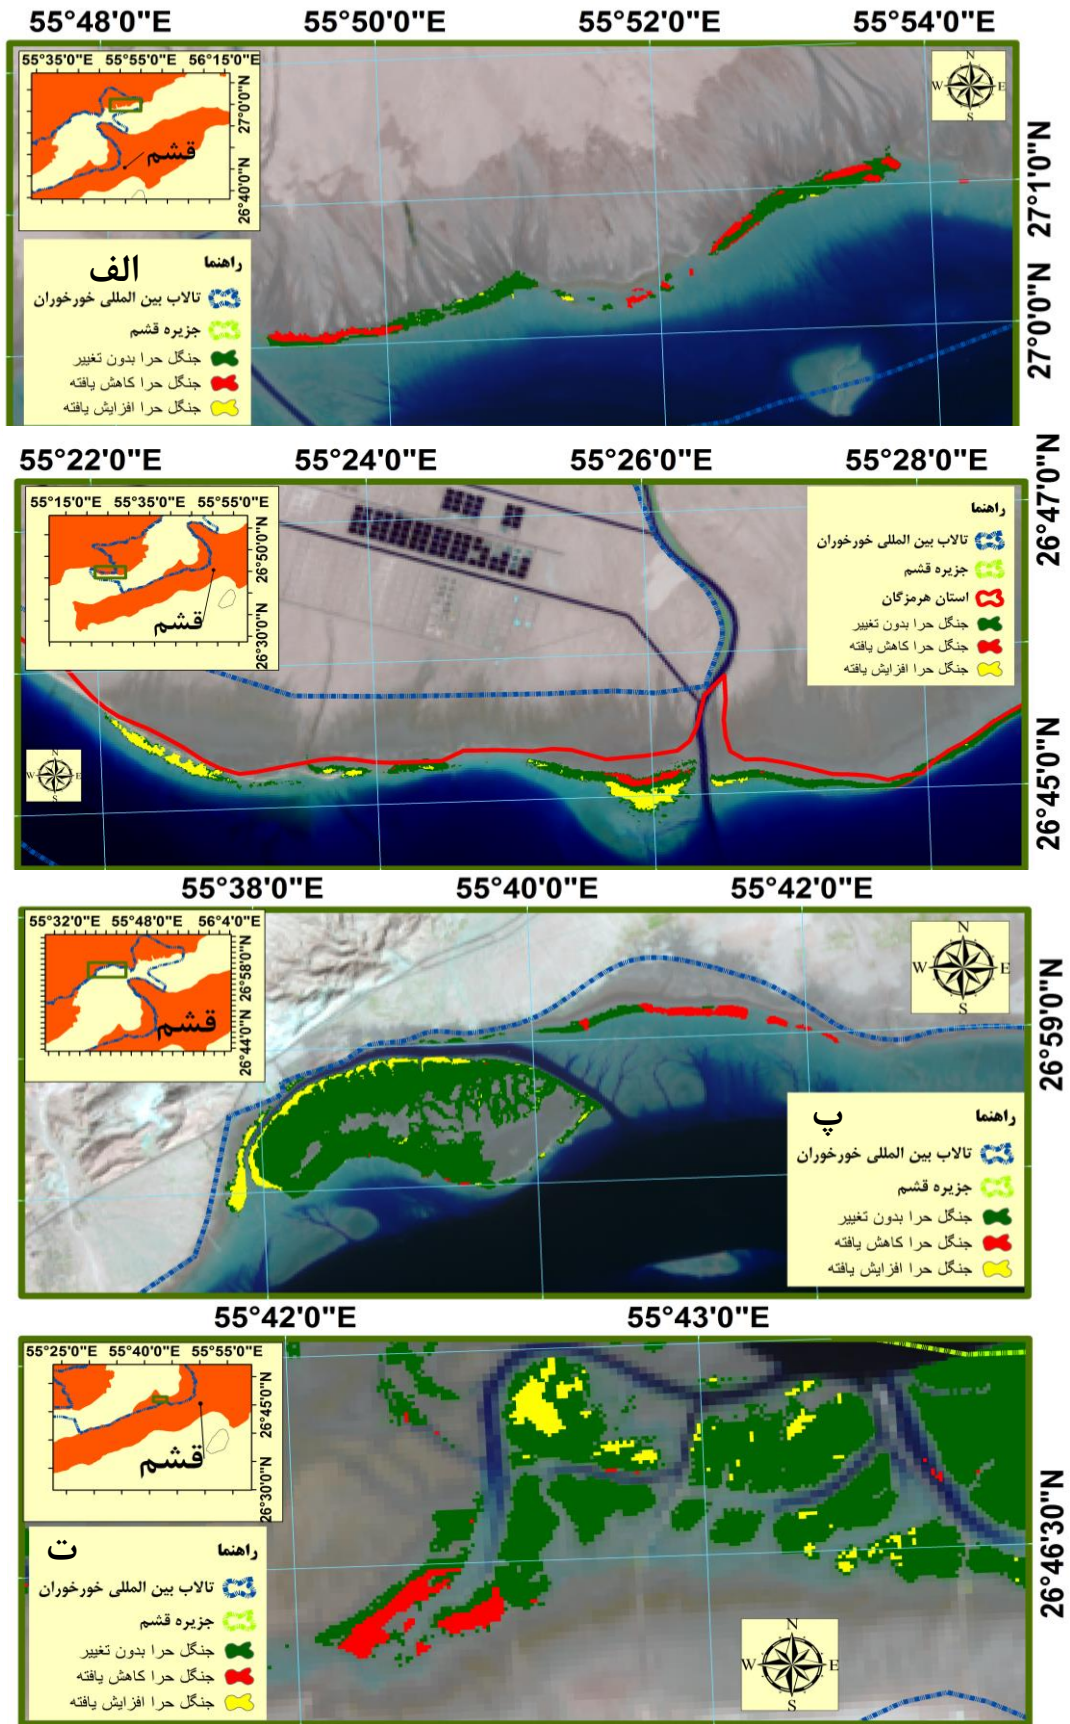 55°48'0"E 55°50'0"E 55°52'0"E 55°54'0"E
55°35'0"E 55°55'0"E 56°15'0"E
27°0'0"N
26°40'0"N
قشم
N
W E
S
27°1'0"N
27°0'0"N
الف
راهنما
تالاب بین المللی خورخوران
جزیره قشم
جنگل حرا بدون تغییر
جنگل حرا کاهش یافته
جنگل حرا افزایش یافته
55°22'0"E 55°24'0"E 55°26'0"E 55°28'0"E
55°15'0"E 55°35'0"E 55°55'0"E
26°50'0"N
26°30'0"N
قشم
راهنما
تالاب بین المللی خورخوران
جزیره قشم
استان هرمزگان
جنگل حرا بدون تغییر
جنگل حرا کاهش یافته
جنگل حرا افزایش یافته
26°47'0"N
26°45'0"N
N
W E
S
55°38'0"E 55°40'0"E 55°42'0"E
55°32'0"E 55°48'0"E 56°4'0"E
26°58'0"N
26°44'0"N
قشم
N
W E
S
26°59'0"N
پ
راهنما
تالاب بین المللی خورخوران
جزیره قشم
جنگل حرا بدون تغییر
جنگل حرا کاهش یافته
جنگل حرا افزایش یافته
55°42'0"E 55°43'0"E
55°25'0"E 55°40'0"E 55°55'0"E
26°45'0"N
26°30'0"N
قشم
26°46'30"N
ت
راهنما
تالاب بین المللی خورخوران
جزیره قشم
جنگل حرا بدون تغییر
جنگل حرا کاهش یافته
جنگل حرا افزایش یافته
N
W E
S